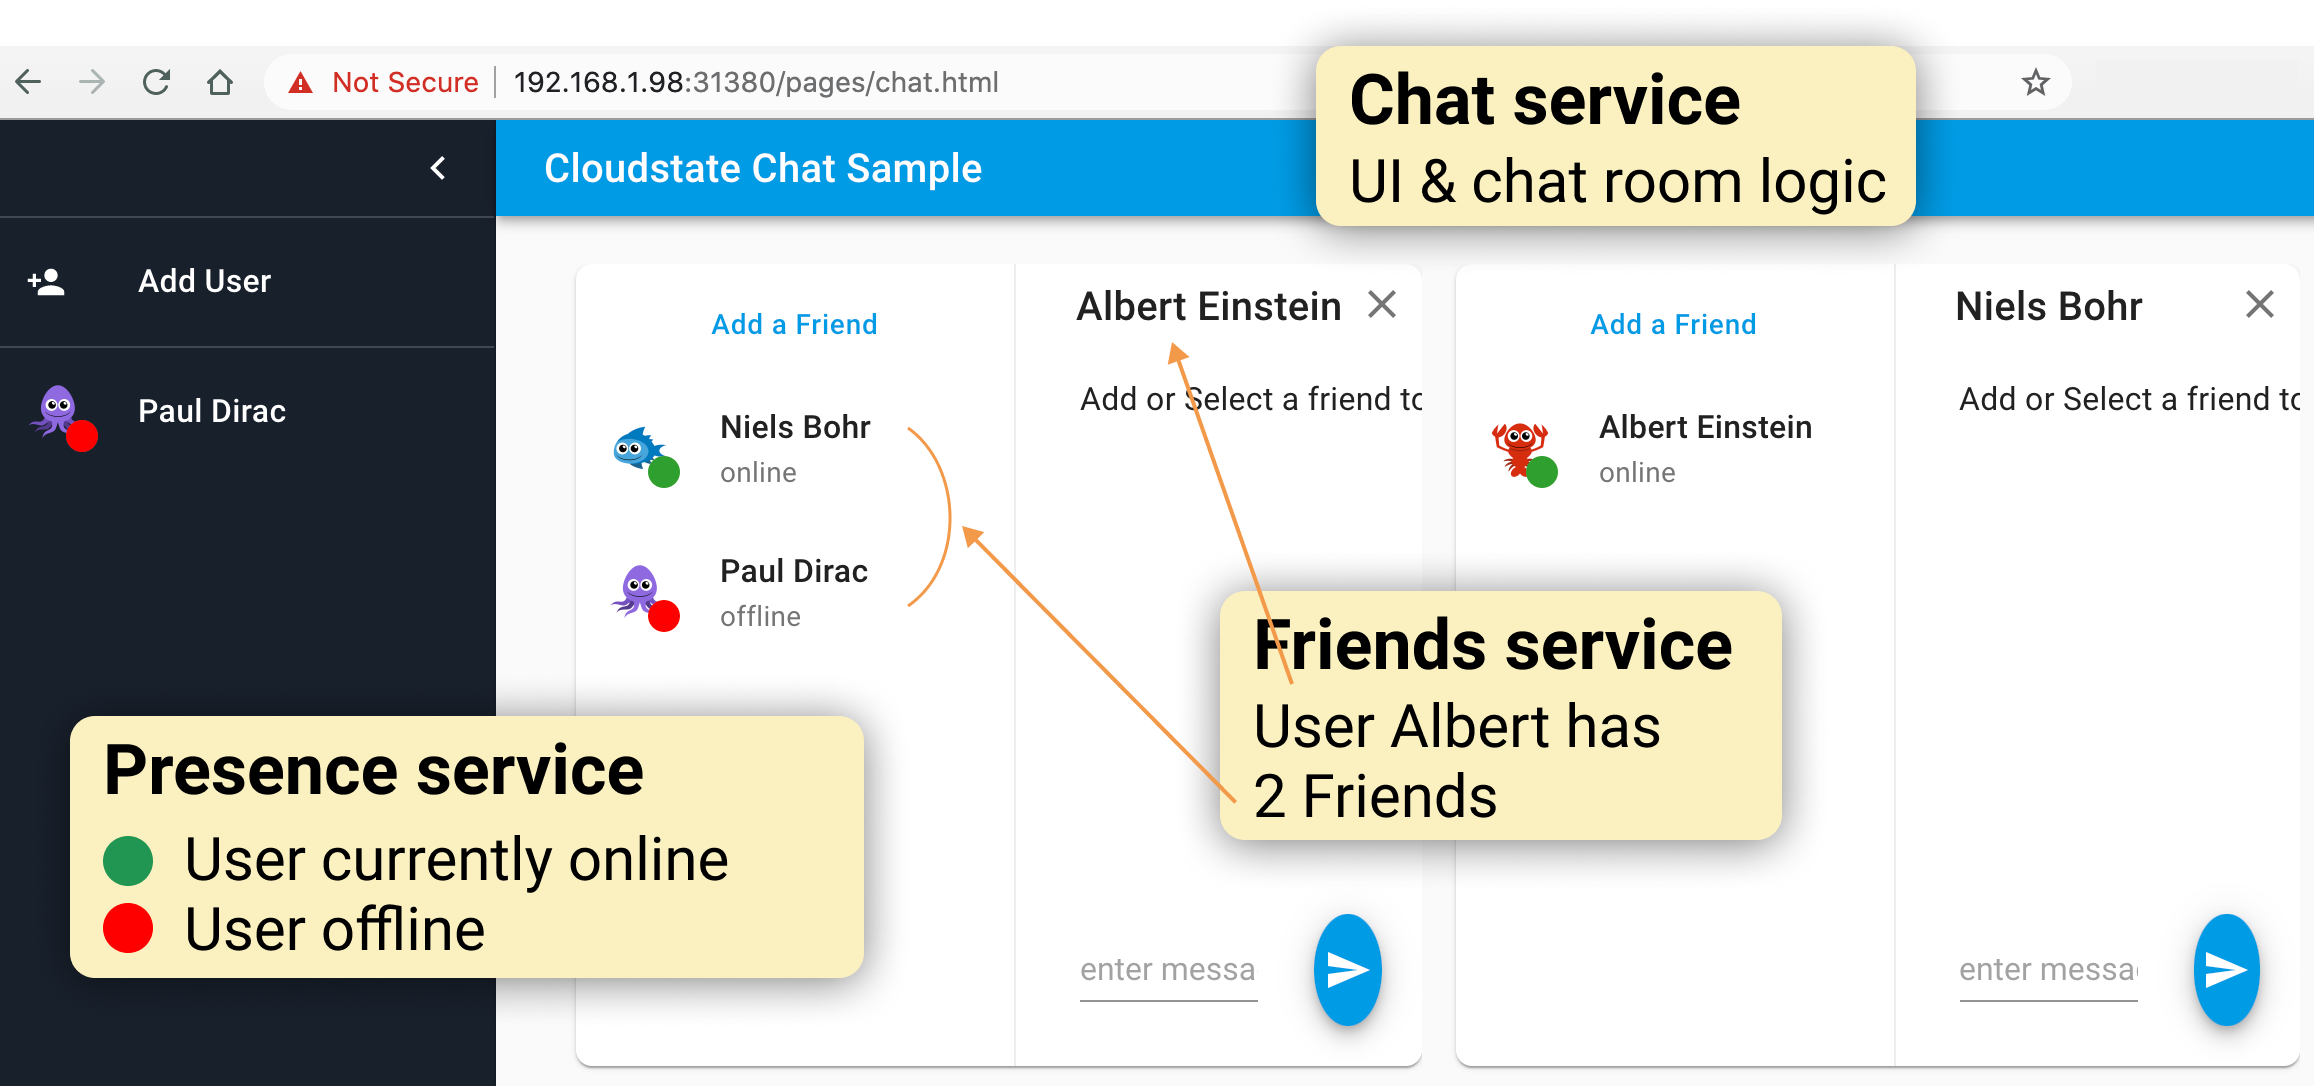 Not Secure
192.168.1.98:31380/pages/chat.html
Chat service
UI & chat room logic
Cloudstate Chat Sample
Add User
Paul Dirac
Add a Friend
Niels Bohr
online
Paul Dirac
offline
Albert Einstein
Add or Select a friend to
enter messa
Add a Friend
Albert Einstein
online
Niels Bohr
Add or Select a friend to
enter messa
Friends service
User Albert has
2 Friends
Presence service
User currently online
User offline